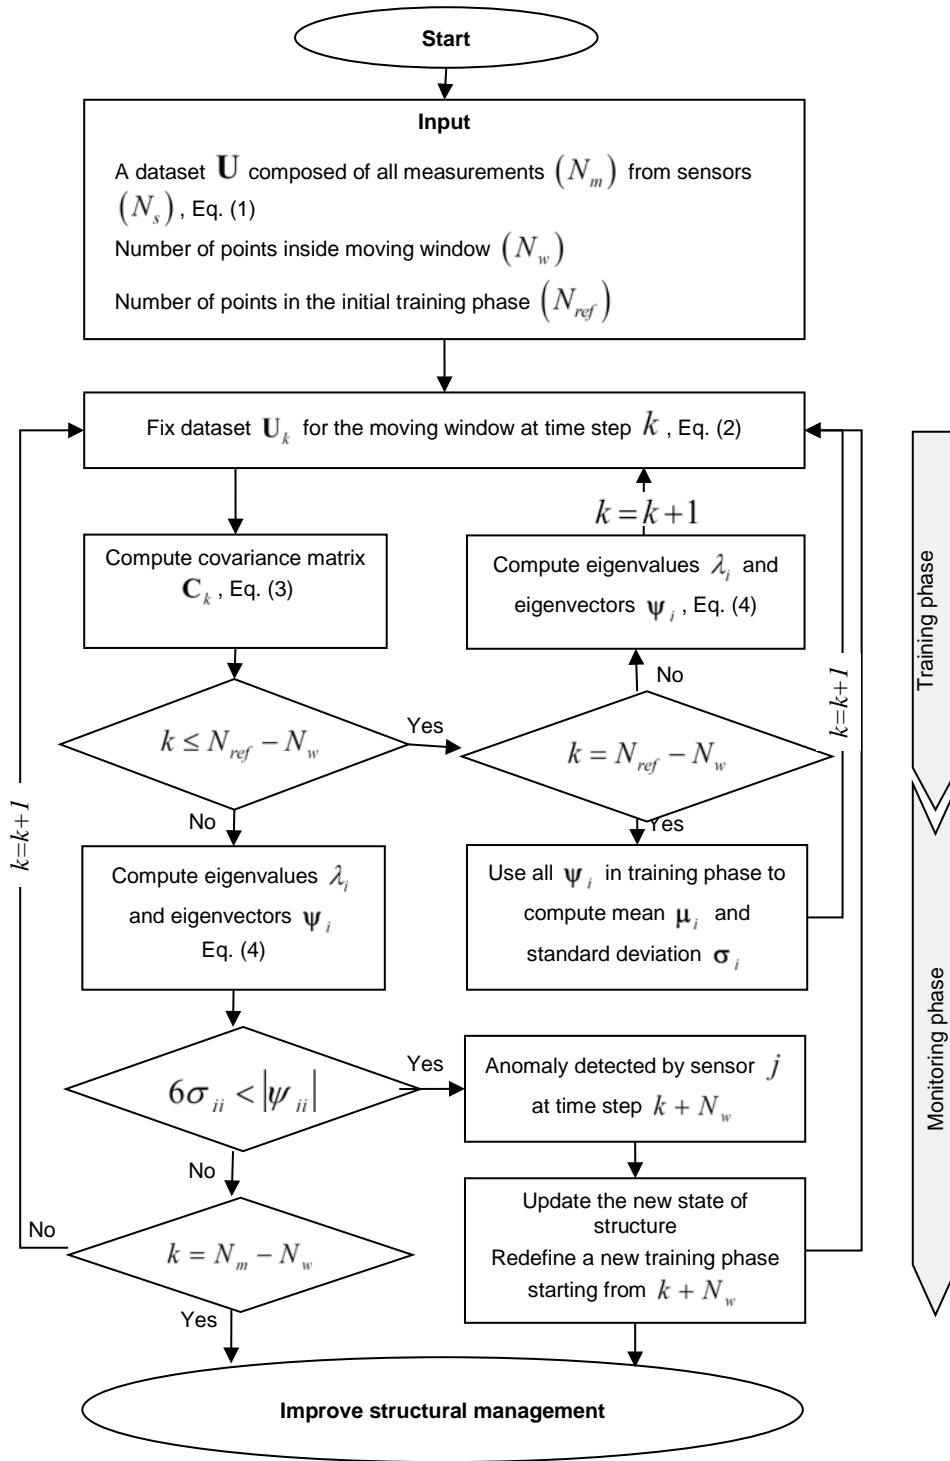 Start
Input
A dataset U composed of all measurements (N_m) from sensors
(N_s), Eq. (1)
Number of points inside moving window (N_w)
Number of points in the initial training phase (N_ref)
Fix dataset U_k for the moving window at time step k, Eq. (2)
k = k+1
Compute covariance matrix
C_k, Eq. (3)
Compute eigenvalues λ_i and
eigenvectors ψ_i, Eq. (4)
Training phase
k=k+1
No
k ≤ N_ref − N_w
Yes
k = N_ref − N_w
No
Yes
k=k+1
Compute eigenvalues λ_i
and eigenvectors ψ_i
Eq. (4)
Use all ψ_i in training phase to
compute mean μ_i and
standard deviation σ_i
Monitoring phase
6σ_ii < |ψ_ii|
Yes
Anomaly detected by sensor j
at time step k + N_w
No
Update the new state of
structure
Redefine a new training phase
starting from k + N_w
No
k = N_m − N_w
Yes
Improve structural management